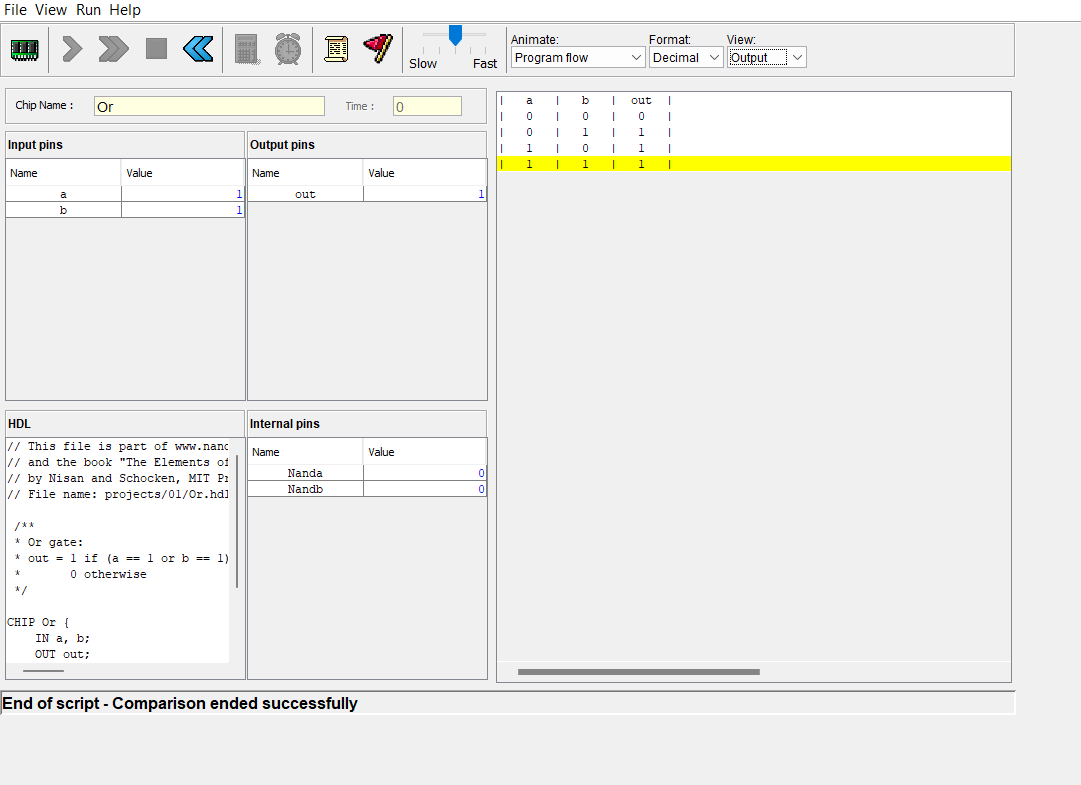 File View Run Help
Animate: Format: View:
Slow Fast Program flow Decimal Output
Chip Name : Or Time : 0
Input pins
Name Value
a 1
b 1
Output pins
Name Value
out 1
HDL
// This file is part of www.nand
// and the book "The Elements of
// by Nisan and Schocken, MIT Pr
// File name: projects/01/Or.hdl
/**
* Or gate:
* out = 1 if (a == 1 or b == 1)
* 0 otherwise
*/
CHIP Or {
IN a, b;
OUT out;
Internal pins
Name Value
Nanda 0
Nandb 0
| a | b | out |
| 0 | 0 | 0 |
| 0 | 1 | 1 |
| 1 | 0 | 1 |
| 1 | 1 | 1 |
End of script - Comparison ended successfully